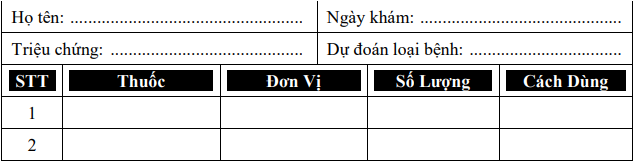 Họ tên: ................................................... Ngày khám: ............................................
Triệu chứng: .......................................... Dự đoán loại bệnh: .................................
STT Thuốc Đơn Vị Số Lượng Cách Dùng
1
2